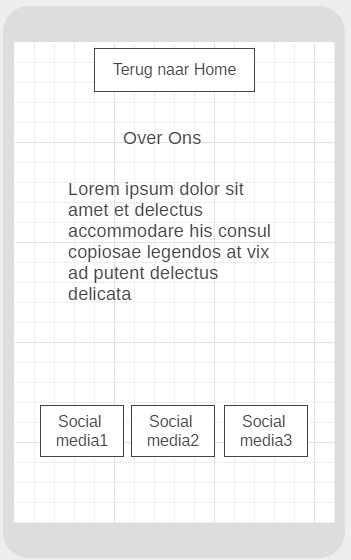 Terug naar Home
Over Ons
Lorem ipsum dolor sit
amet et delectus
accommodare his consul
copiosae legendos at vix
ad putent delectus
delicata
Social
media1
Social
media2
Social
media3